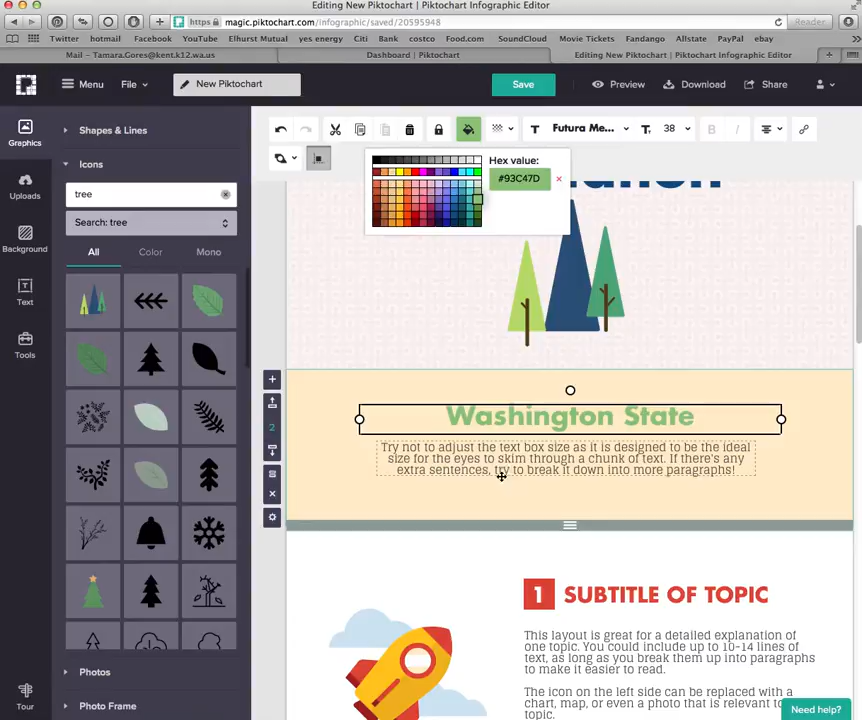 Editing New Piktochart | Piktochart Infographic Editor
https magic.piktochart.com/infographic/saved/20595948 Reader
Twitter hotmail Facebook YouTube Elhurst Mutual yes energy Citi Bank costco Food.com SoundCloud Movie Tickets Fandango Allstate PayPal ebay
Mail – Tamara.Gores@kent.k12.wa.us Dashboard | Piktochart Editing New Piktochart | Piktochart Infographic Editor
Menu File New Piktochart Save Preview Download Share
Graphics
Uploads
Background
Text
Tools
Tour
Shapes & Lines
Icons
tree
Search: tree
All Color Mono
Photos
Photo Frame
T Futura Me... 38 B I
Hex value:
#93C47D
2
Washington State
Try not to adjust the text box size as it is designed to be the ideal
size for the eyes to skim through a chunk of text. If there's any
extra sentences, try to break it down into more paragraphs!
1 SUBTITLE OF TOPIC
This layout is great for a detailed explanation of
one topic. You could include up to 10-14 lines of
text, as long as you break them up into paragraphs
to make it easier to read.
The icon on the left side can be replaced with a
chart, map, or even a photo that is relevant to
topic.
Need help?